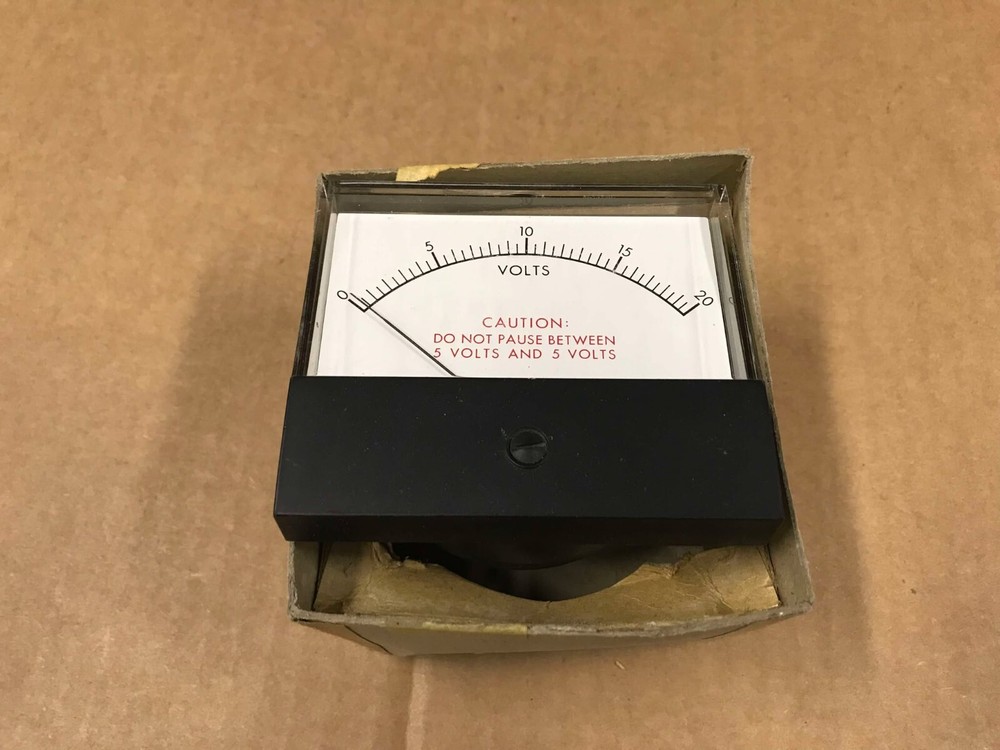 0 5 10 15 20
VOLTS
CAUTION:
DO NOT PAUSE BETWEEN
5 VOLTS AND 5 VOLTS